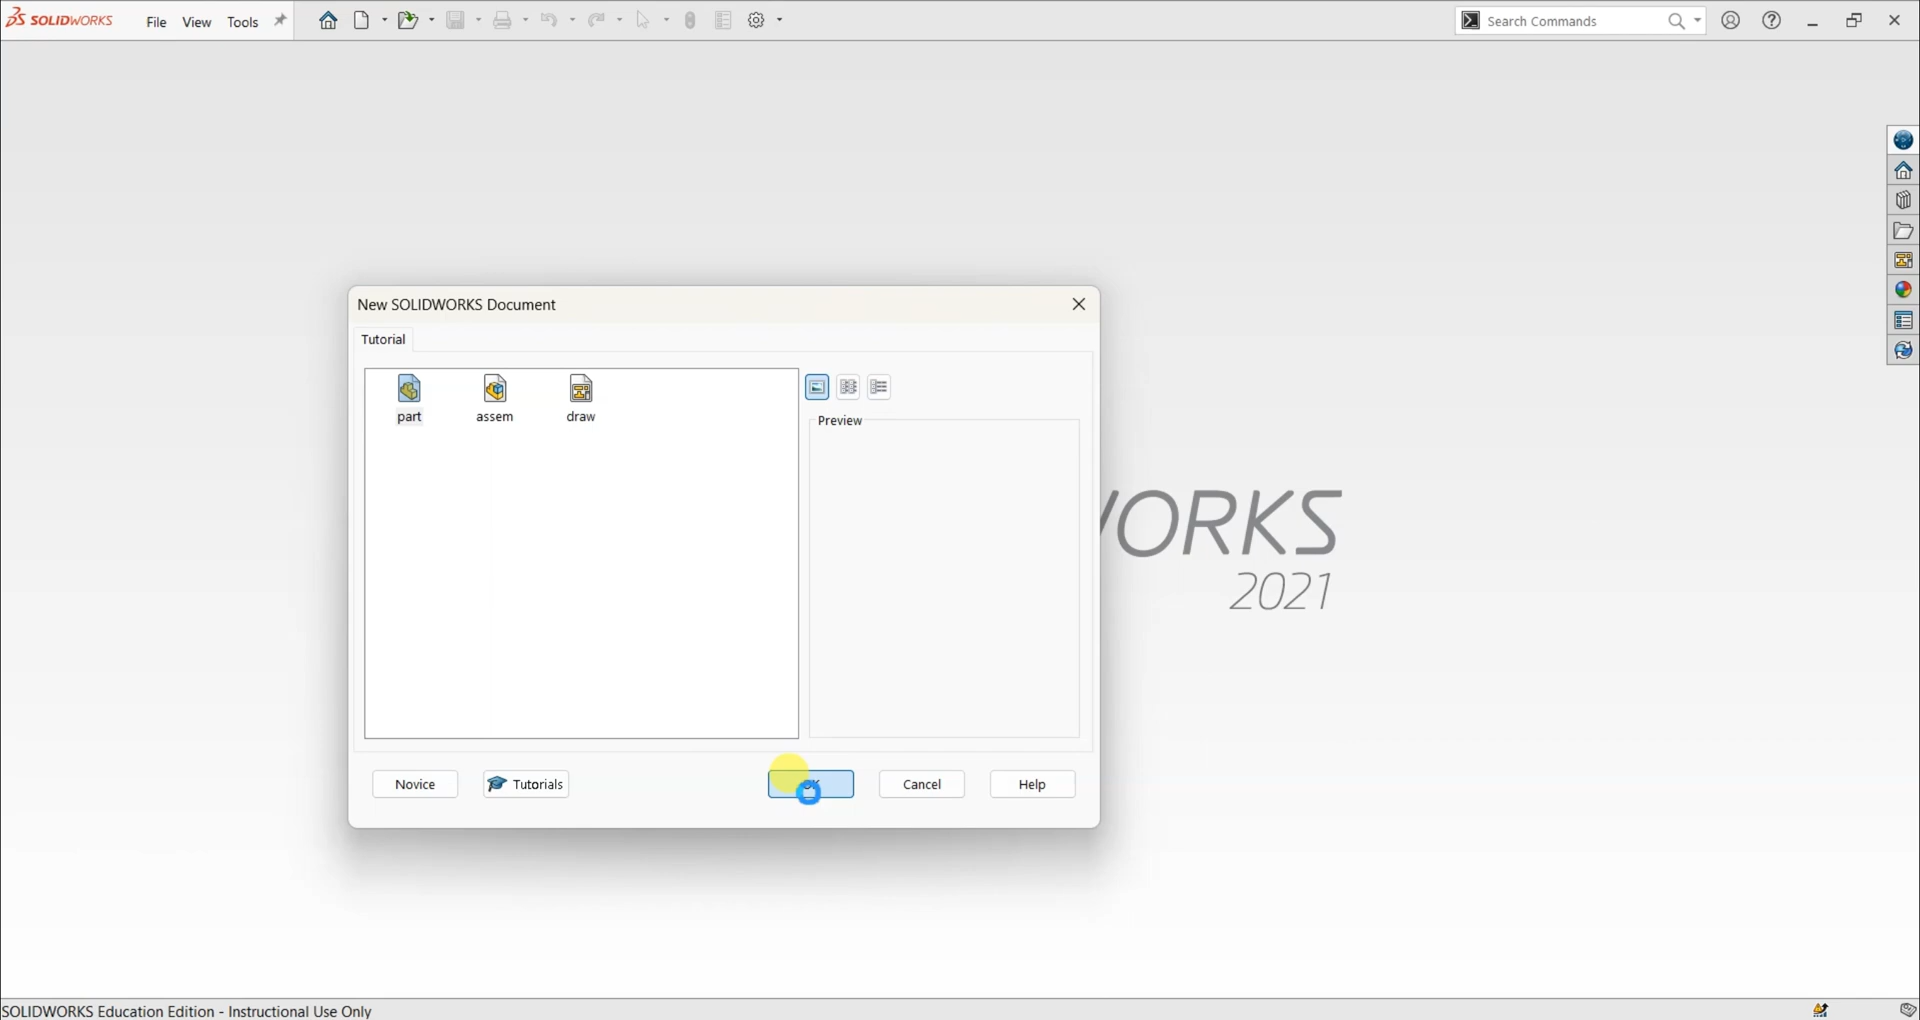 SOLIDWORKS File View Tools Search Commands
New SOLIDWORKS Document
Tutorial
part assem draw
Preview
WORKS
2021
Novice Tutorials Cancel Help
SOLIDWORKS Education Edition - Instructional Use Only